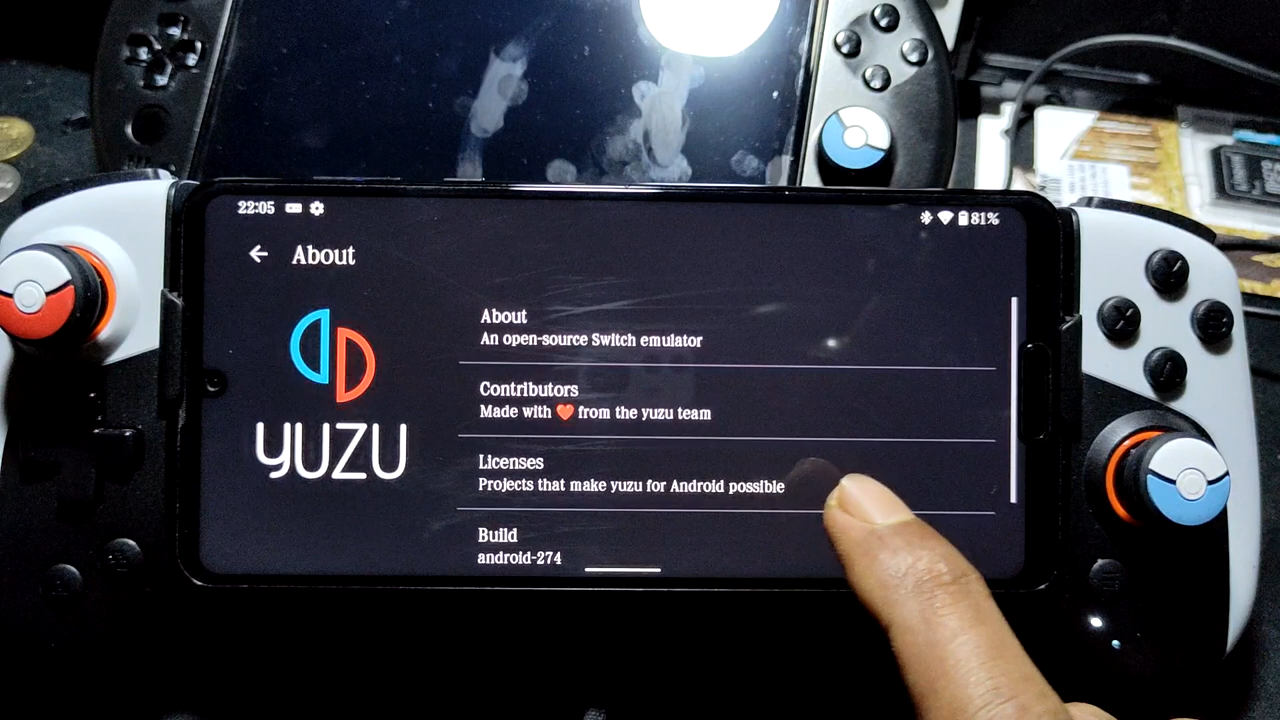 22:05
81%
About
About
An open-source Switch emulator
YUZU
Contributors
Made with ❤️ from the yuzu team
Licenses
Projects that make yuzu for Android possible
Build
android-274